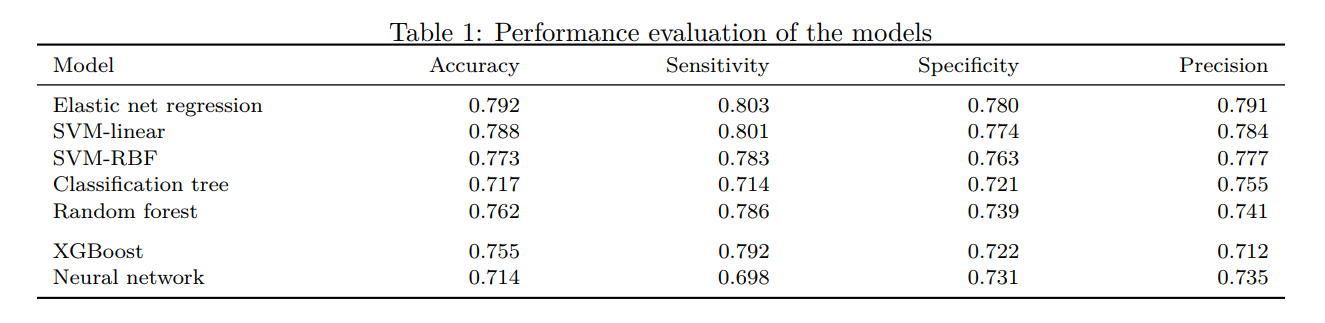 Table 1: Performance evaluation of the models
Model Accuracy Sensitivity Specificity Precision
Elastic net regression 0.792 0.803 0.780 0.791
SVM-linear 0.788 0.801 0.774 0.784
SVM-RBF 0.773 0.783 0.763 0.777
Classification tree 0.717 0.714 0.721 0.755
Random forest 0.762 0.786 0.739 0.741
XGBoost 0.755 0.792 0.722 0.712
Neural network 0.714 0.698 0.731 0.735